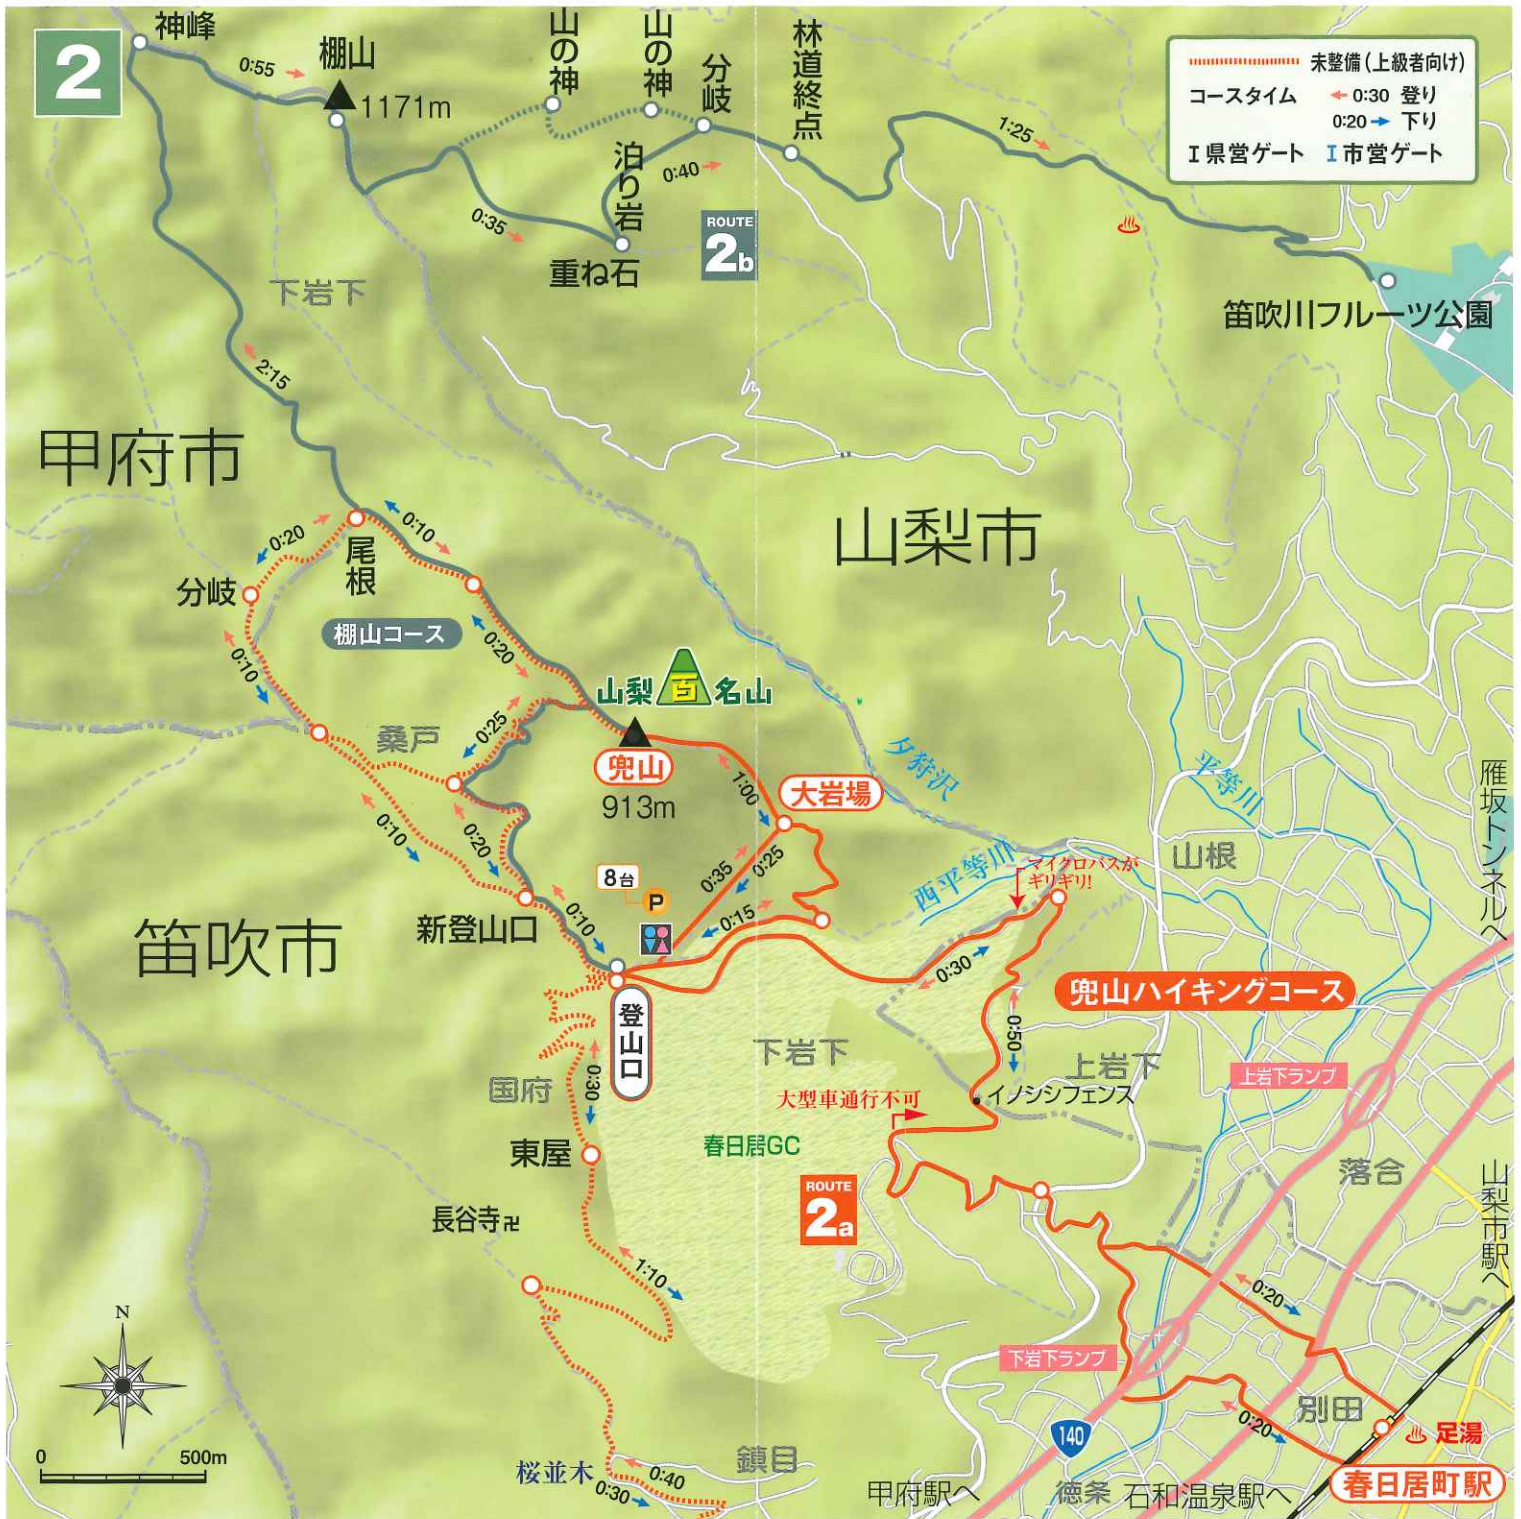 2
神峰
0:55
棚山
1171m
山の神
山の神
分岐
林道終点
未整備(上級者向け)
コースタイム
0:30 登り
0:20 下り
県営ゲート
市営ゲート
1:25
泊り岩
0:40
0:35
ROUTE
2b
重ね石
下岩下
笛吹川フルーツ公園
2:15
甲府市
山梨市
0:10
0:20
尾根
分岐
棚山コース
0:20
0:10
山梨百名山
0:25
桑戸
兜山
913m
1:00
大岩場
夕狩沢
平等川
雁坂トンネルへ
0:10
0:20
8台
P
0:35
0:25
西平等川
マイクロバスが
ギリギリ!
山根
笛吹市
新登山口
0:10
0:15
0:30
兜山ハイキングコース
登山口
0:50
下岩下
上岩下
上岩下ランプ
国府
0:30
大型車通行不可
イノシシフェンス
東屋
春日居GC
落合
山梨市駅へ
ROUTE
2a
長谷寺卍
1:10
0:20
N
下岩下ランプ
別田
0:20
足湯
140
0
500m
桜並木
0:40
0:30
鎮目
甲府駅へ
徳条
石和温泉駅へ
春日居町駅